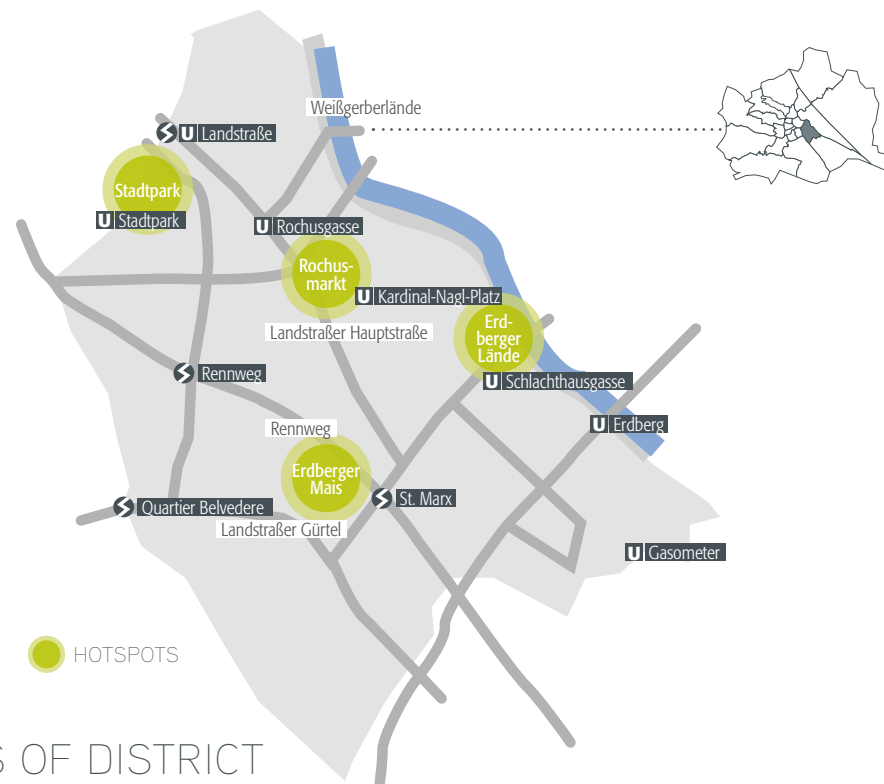 Weißgerberlände
U Landstraße
Stadtpark
U Stadtpark
U Rochusgasse
Rochus-
markt
U Kardinal-Nagl-Platz
Landstraßer Hauptstraße
Erd-
berger
Lände
U Schlachthausgasse
Rennweg
U Erdberg
Rennweg
Erdberger
Mais
St. Marx
Quartier Belvedere
Landstraßer Gürtel
U Gasometer
HOTSPOTS
S OF DISTRICT